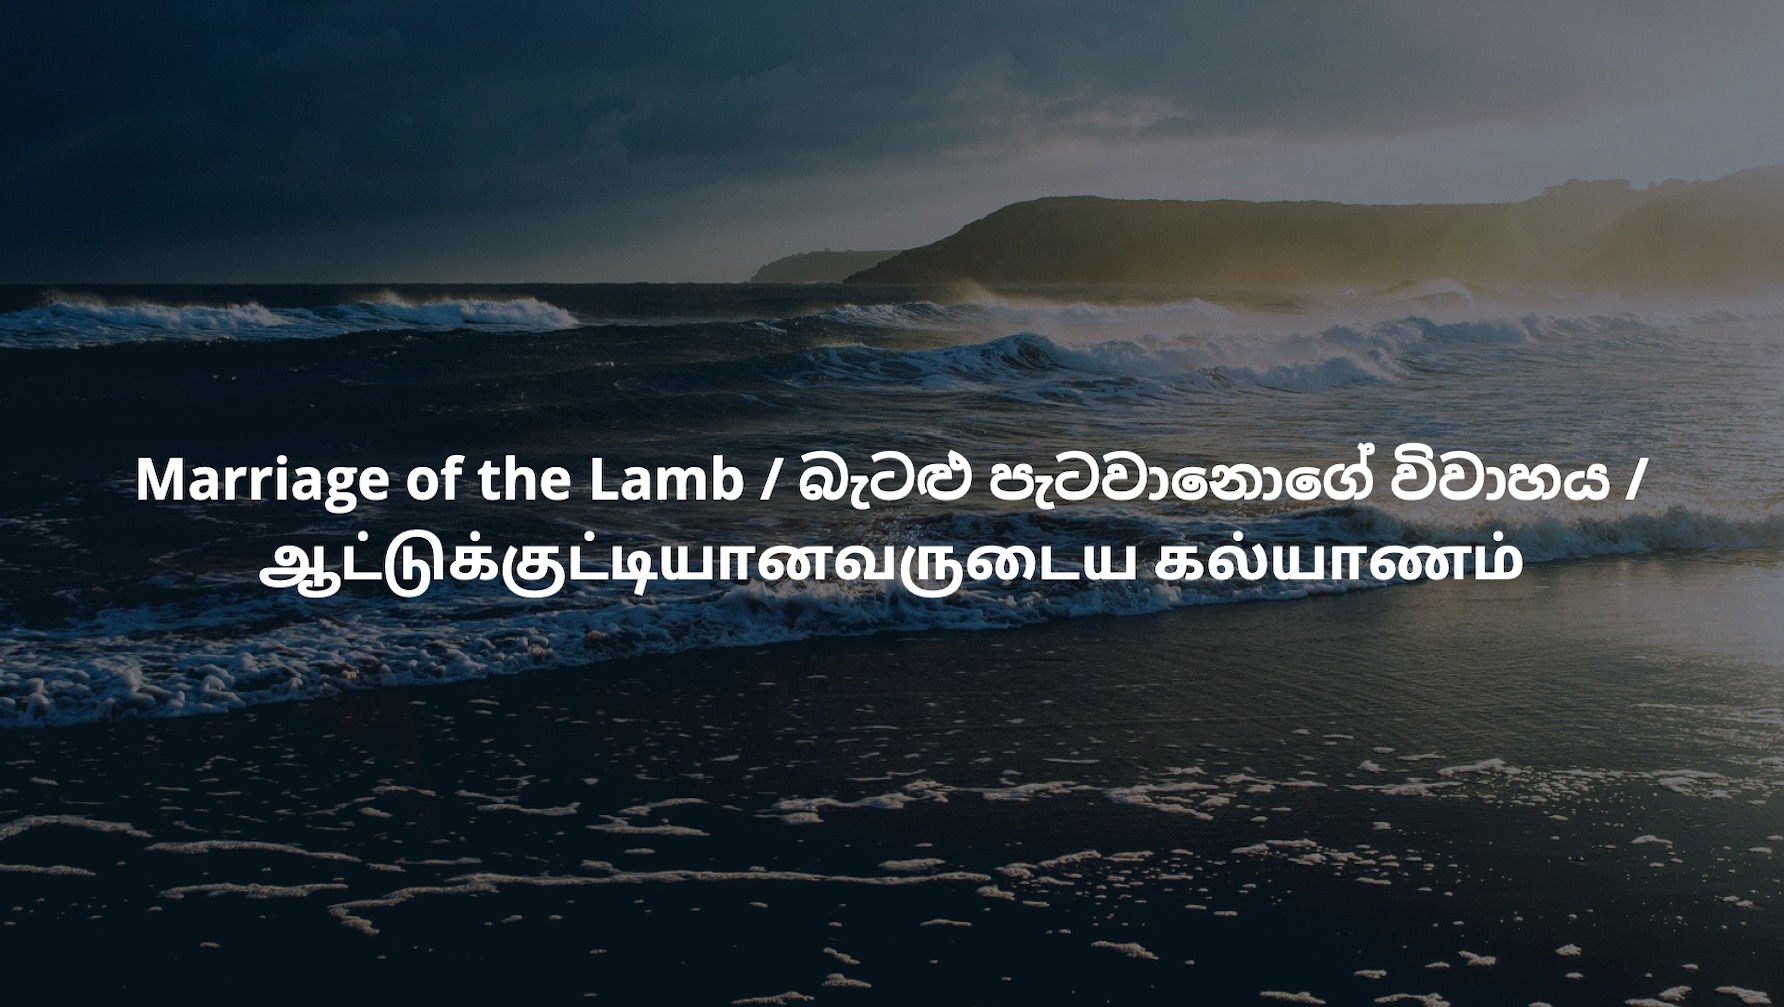 Marriage of the Lamb / බැටළු පැටවානොගේ විවාහය /
ஆட்டுக்குட்டியானவருடைய கல்யாணம்